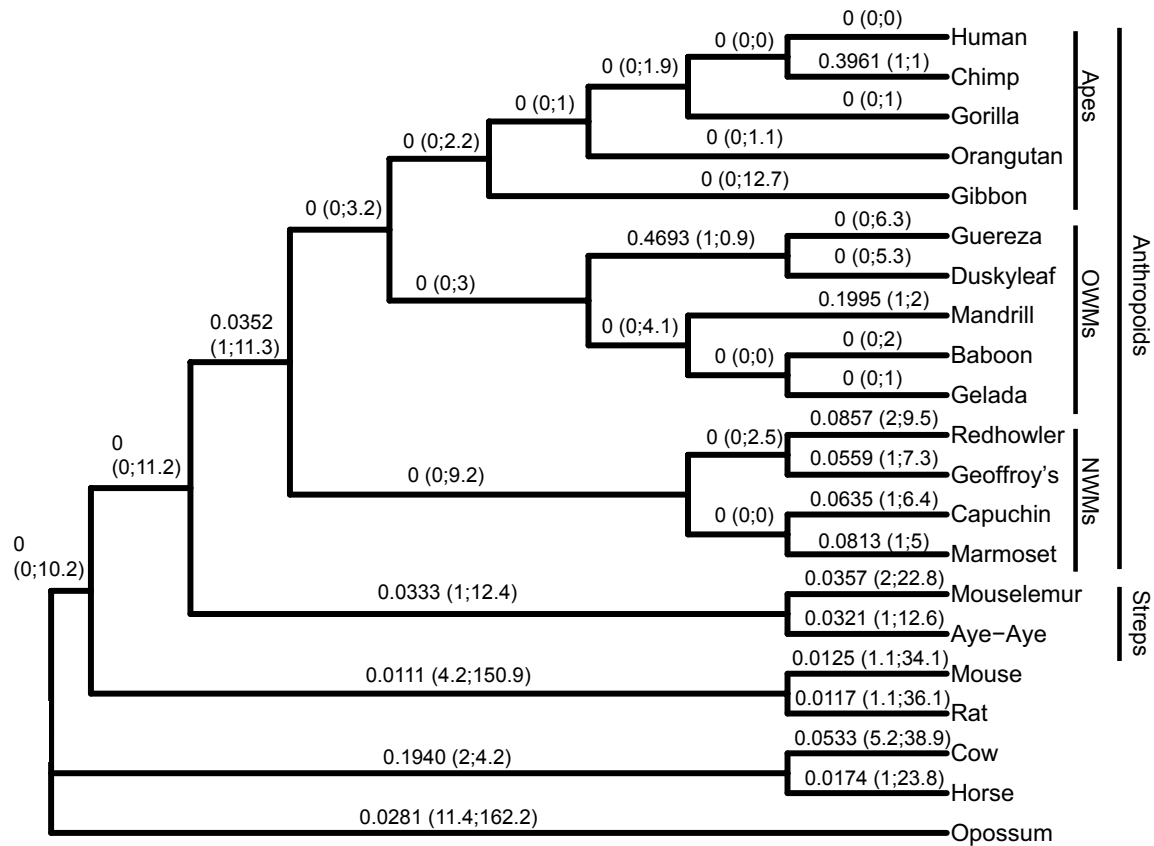 0 (0;0)
Human
0 (0;0)
0.3961 (1;1)
Chimp
0 (0;1.9)
0 (0;1)
Gorilla
0 (0;1)
0 (0;1.1)
Orangutan
0 (0;2.2)
0 (0;12.7)
Gibbon
Apes
0 (0;3.2)
0 (0;6.3)
Guereza
0.4693 (1;0.9)
0 (0;5.3)
Duskyleaf
0 (0;3)
0.1995 (1;2)
Mandrill
0 (0;4.1)
0 (0;2)
Baboon
0 (0;0)
0 (0;1)
Gelada
OWMs
Anthropoids
0.0352
(1;11.3)
0.0857 (2;9.5)
Redhowler
0 (0;2.5)
0.0559 (1;7.3)
Geoffroy’s
0 (0;9.2)
0.0635 (1;6.4)
Capuchin
0 (0;0)
0.0813 (1;5)
Marmoset
NWMs
0
(0;11.2)
0.0357 (2;22.8)
Mouselemur
0.0333 (1;12.4)
0.0321 (1;12.6)
Aye−Aye
Streps
0
(0;10.2)
0.0125 (1.1;34.1)
Mouse
0.0111 (4.2;150.9)
0.0117 (1.1;36.1)
Rat
0.0533 (5.2;38.9)
Cow
0.1940 (2;4.2)
0.0174 (1;23.8)
Horse
0.0281 (11.4;162.2)
Opossum